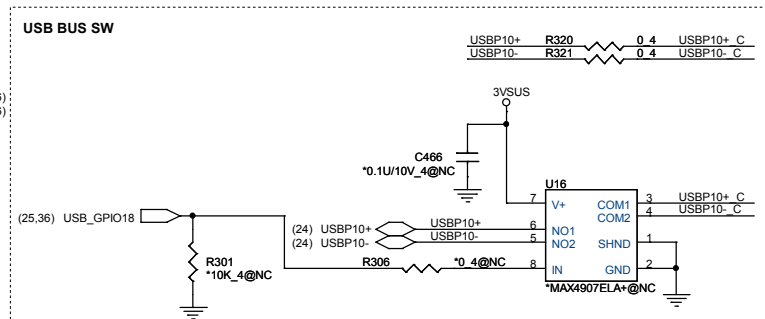 USB BUS SW
USBP10+ R320 0_4 USBP10+_C
USBP10- R321 0_4 USBP10-_C
3VSUS
C466
*0.1U/10V_4@NC
U16
7 V+ COM1 3 USBP10+_C
COM2 4 USBP10-_C
(25,36) USB_GPIO18
(24) USBP10+ USBP10+ 6 NO1
(24) USBP10- USBP10- 5 NO2 SHND 1
R301
*10K_4@NC
R306 *0_4@NC 8 IN GND 2
*MAX4907ELA+@NC